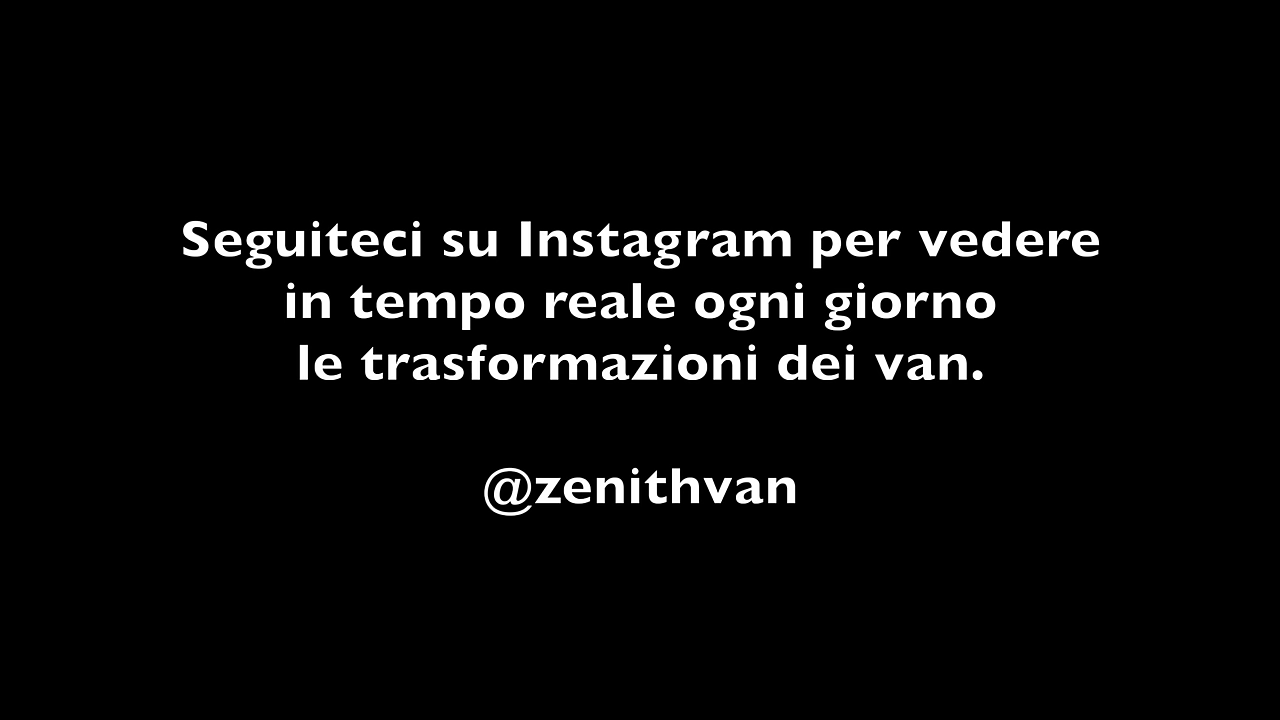 Seguiteci su Instagram per vedere
in tempo reale ogni giorno
le trasformazioni dei van.
@zenithvan